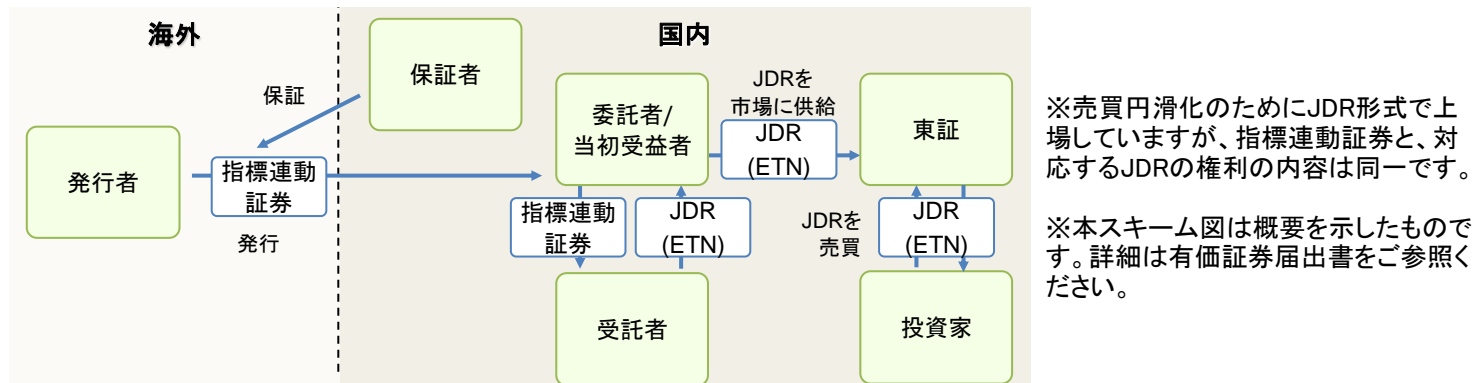 海外
国内
保証者
保証
発行者
指標連動
証券
発行
委託者/
当初受益者
JDRを
市場に供給
JDR
(ETN)
東証
指標連動
証券
JDR
(ETN)
JDRを
売買
JDR
(ETN)
受託者
投資家
※売買円滑化のためにJDR形式で上
場していますが、指標連動証券と、対
応するJDRの権利の内容は同一です。
※本スキーム図は概要を示したもので
す。詳細は有価証券届出書をご参照く
ださい。